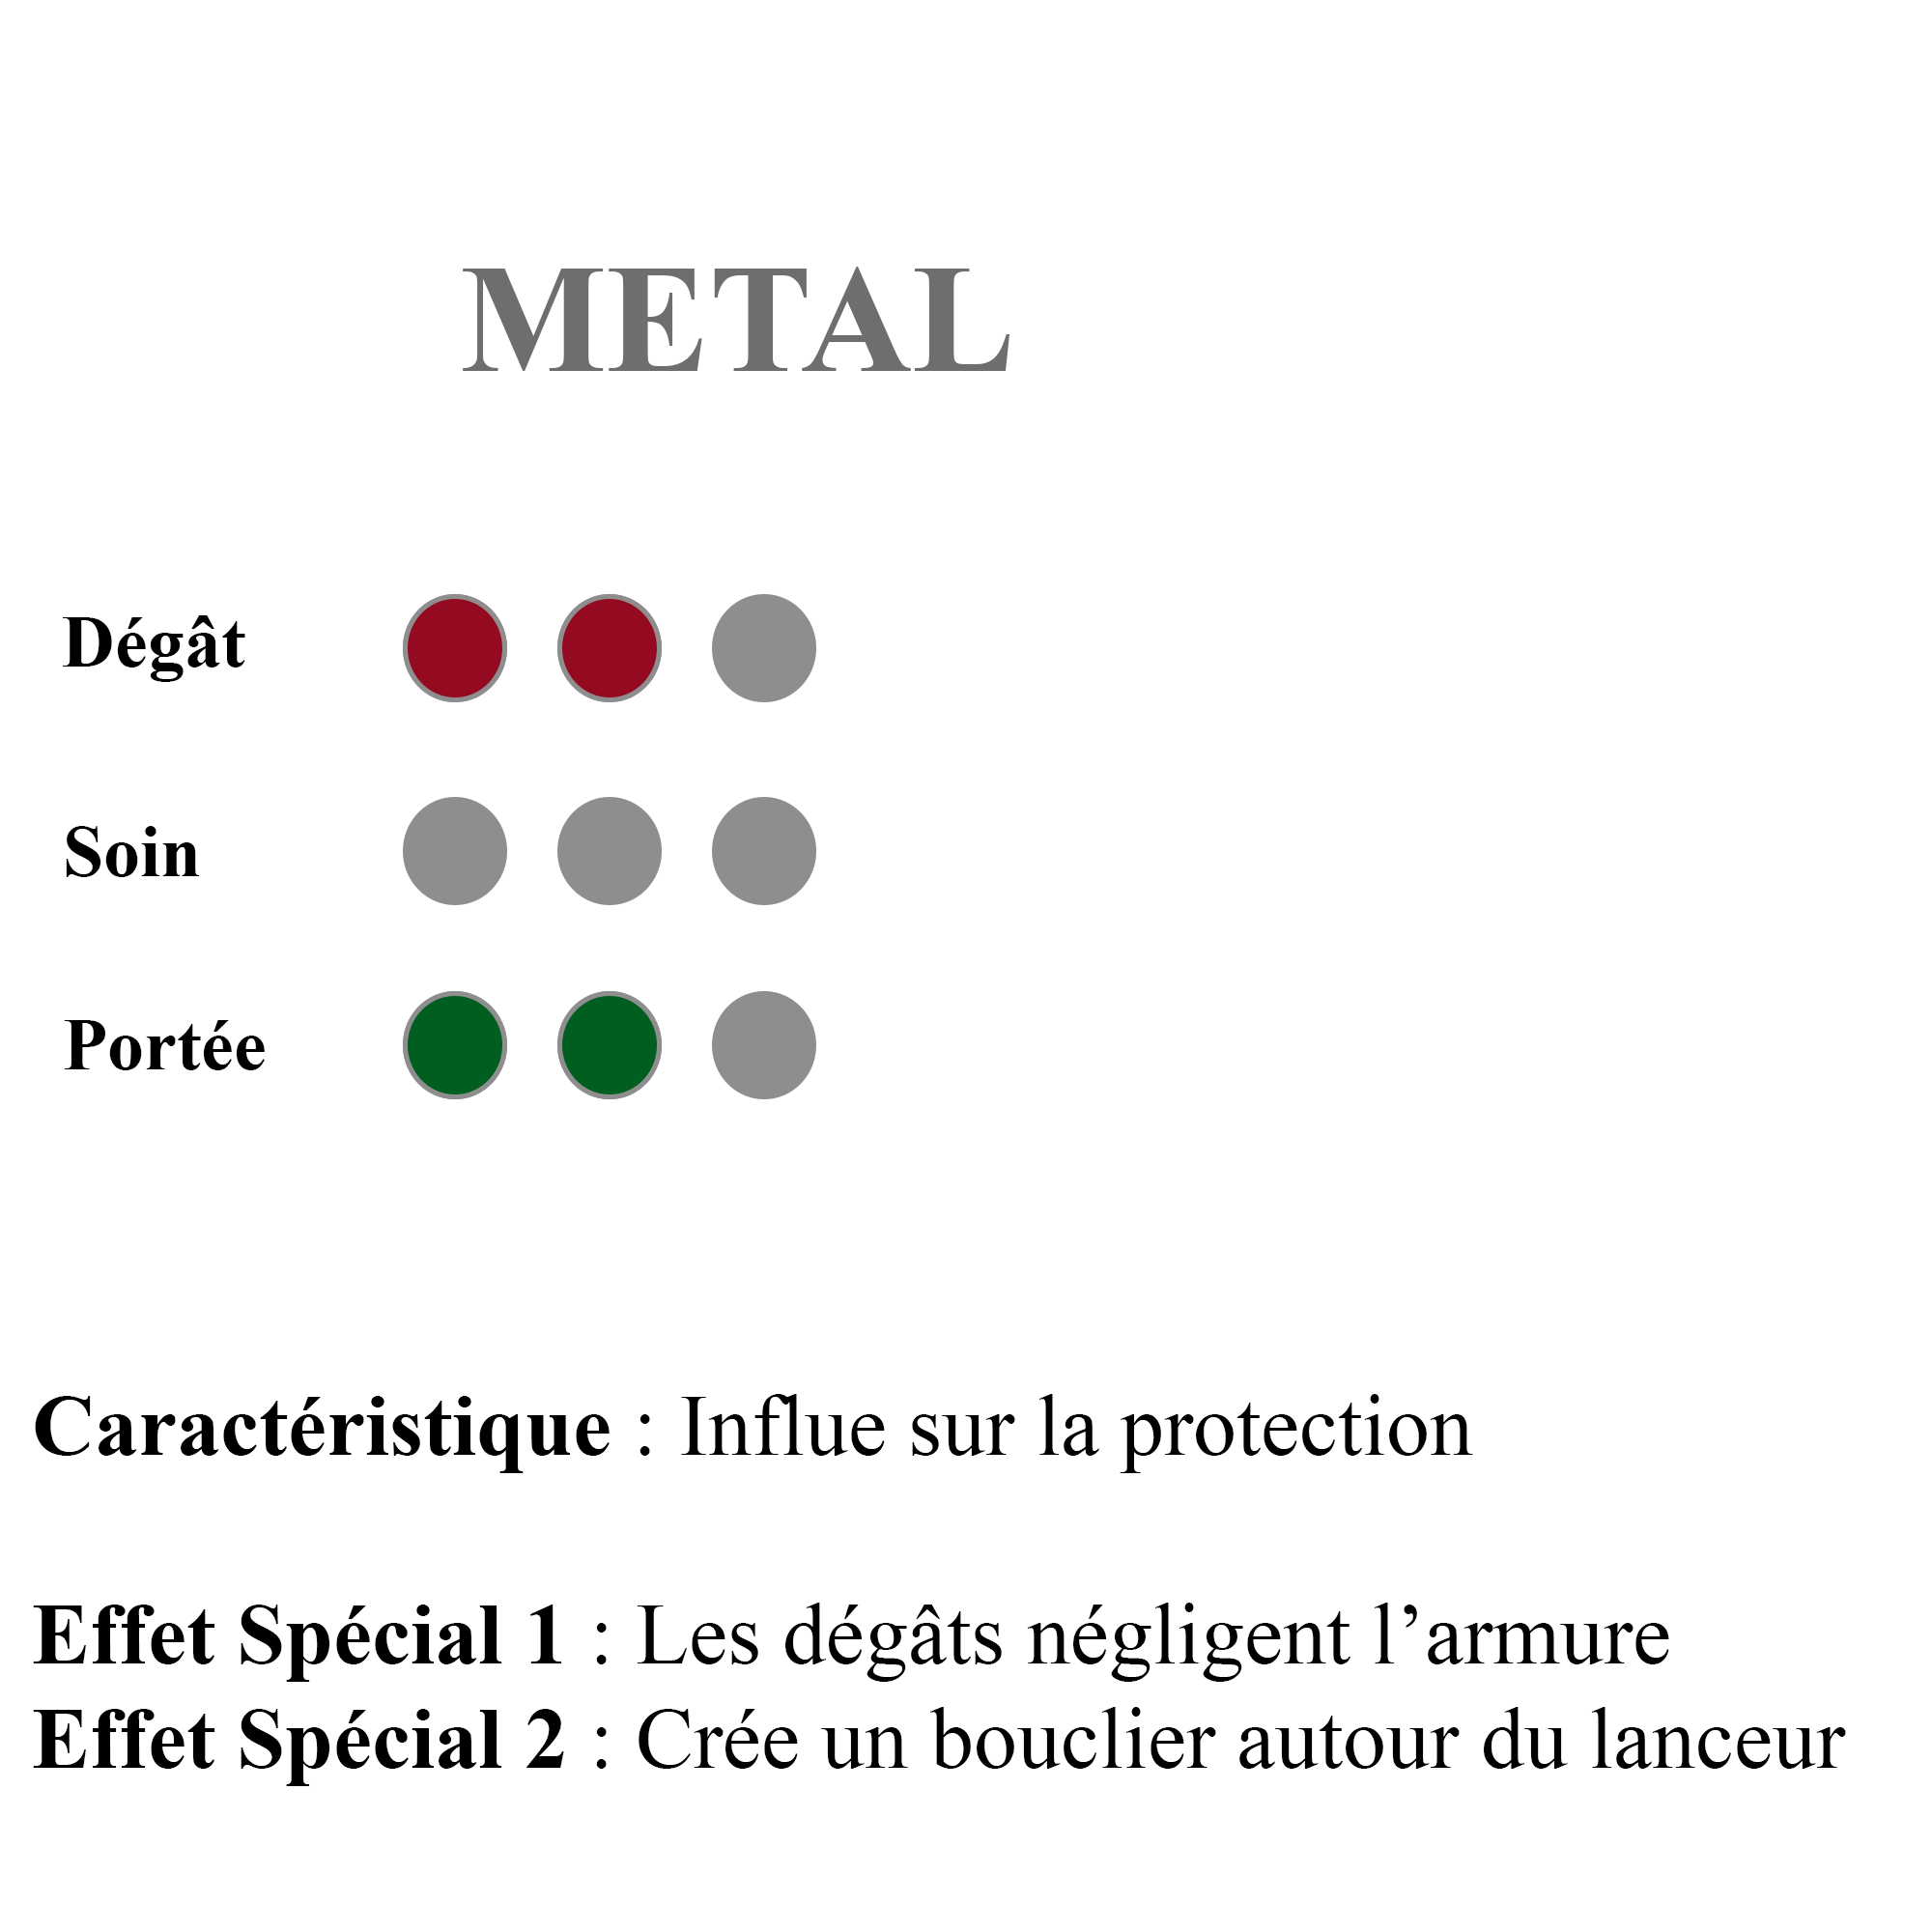 METAL
Dégât
Soin
Portée
Caractéristique : Influe sur la protection
Effet Spécial 1 : Les dégâts négligent l’armure
Effet Spécial 2 : Crée un bouclier autour du lanceur